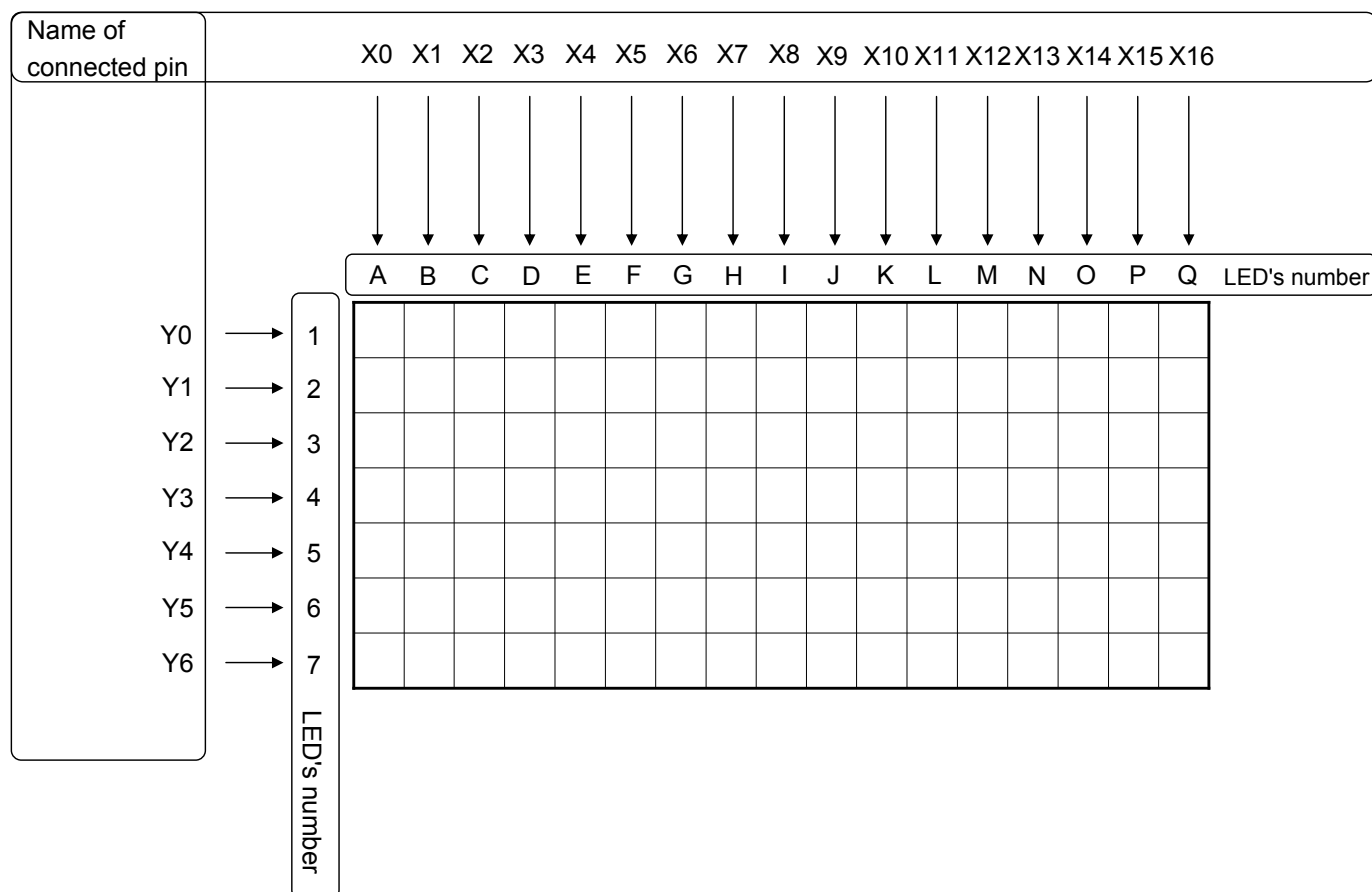 Name of
connected pin
X0 X1 X2 X3 X4 X5 X6 X7 X8 X9 X10 X11 X12 X13 X14 X15 X16
A B C D E F G H I J K L M N O P Q LED's number
Y0 1
Y1 2
Y2 3
Y3 4
Y4 5
Y5 6
Y6 7
LED's number